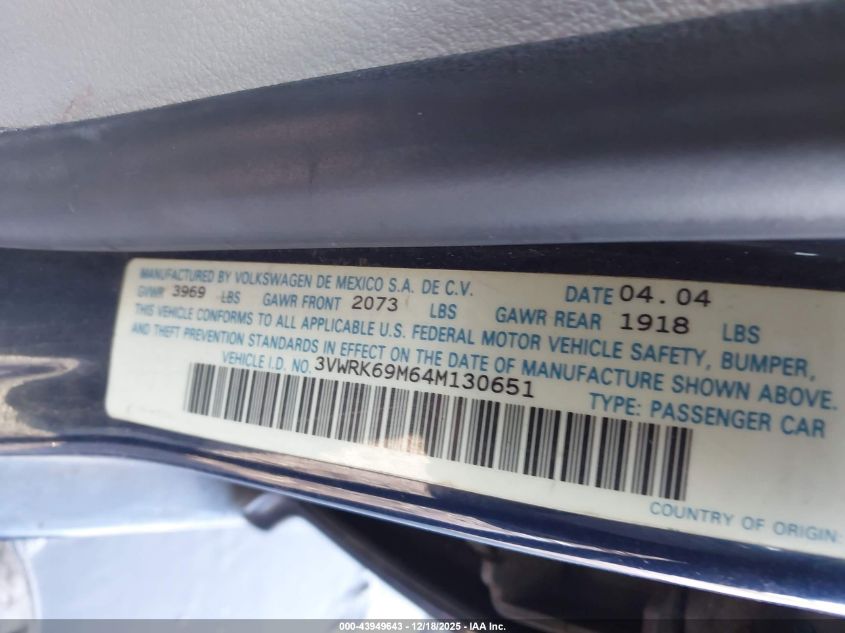 MANUFACTURED BY VOLKSWAGEN DE MEXICO S.A. DE C.V. DATE 04.04
GVWR 3969 LBS GAWR FRONT 2073 LBS GAWR REAR 1918 LBS
THIS VEHICLE CONFORMS TO ALL APPLICABLE U.S. FEDERAL MOTOR VEHICLE SAFETY, BUMPER,
AND THEFT PREVENTION STANDARDS IN EFFECT ON THE DATE OF MANUFACTURE SHOWN ABOVE.
VEHICLE I.D. NO. 3VWRK69M64M130651 TYPE: PASSENGER CAR
COUNTRY OF ORIGIN:
000-43949643 / 12/18/2025 - IAA Inc.